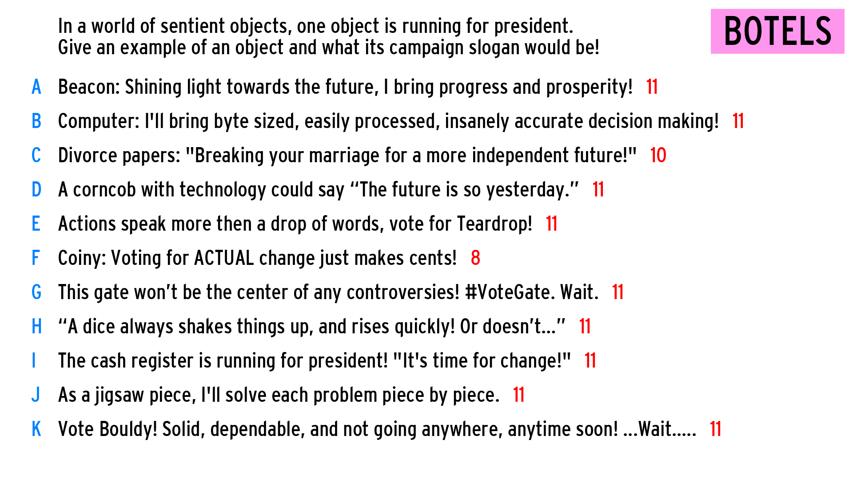 In a world of sentient objects, one object is running for president.
Give an example of an object and what its campaign slogan would be!
BOTELS
A Beacon: Shining light towards the future, I bring progress and prosperity! 11
B Computer: I'll bring byte sized, easily processed, insanely accurate decision making! 11
C Divorce papers: "Breaking your marriage for a more independent future!" 10
D A corncob with technology could say “The future is so yesterday.” 11
E Actions speak more then a drop of words, vote for Teardrop! 11
F Coiny: Voting for ACTUAL change just makes cents! 8
G This gate won’t be the center of any controversies! #VoteGate. Wait. 11
H “A dice always shakes things up, and rises quickly! Or doesn’t...” 11
I The cash register is running for president! "It's time for change!" 11
J As a jigsaw piece, I'll solve each problem piece by piece. 11
K Vote Bouldy! Solid, dependable, and not going anywhere, anytime soon! ...Wait..... 11